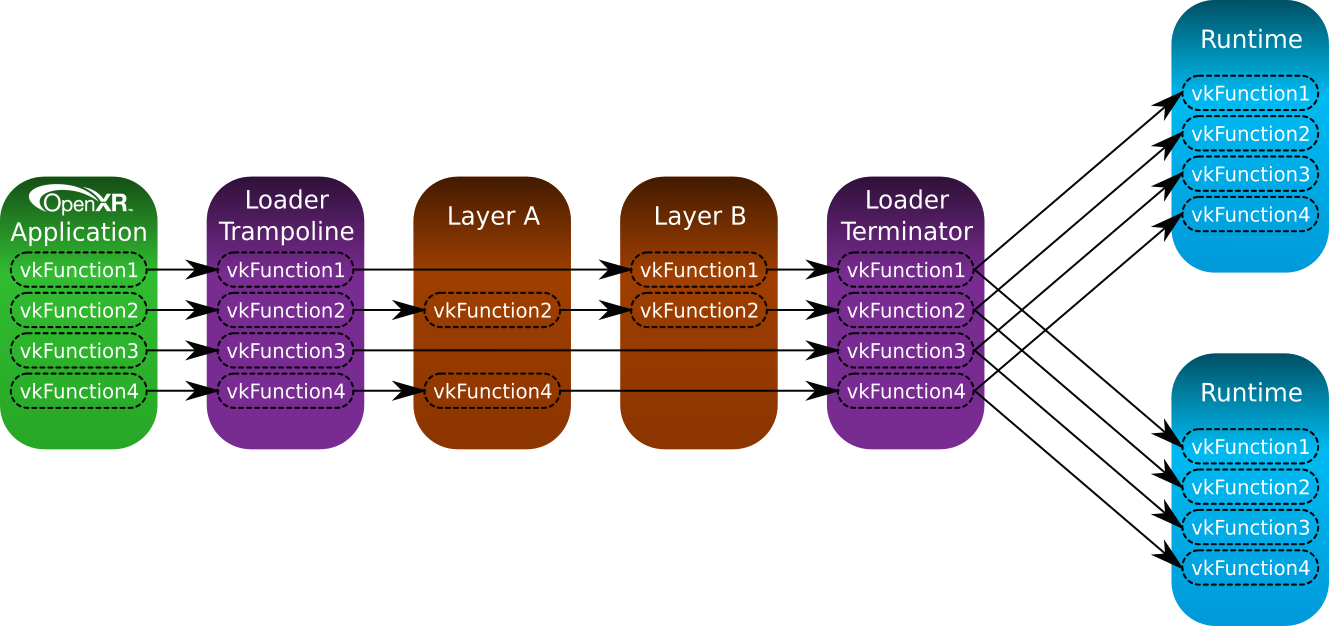 OpenXR™
Application
vkFunction1
vkFunction2
vkFunction3
vkFunction4
Loader
Trampoline
vkFunction1
vkFunction2
vkFunction3
vkFunction4
Layer A
vkFunction2
vkFunction4
Layer B
vkFunction1
vkFunction2
Loader
Terminator
vkFunction1
vkFunction2
vkFunction3
vkFunction4
Runtime
vkFunction1
vkFunction2
vkFunction3
vkFunction4
Runtime
vkFunction1
vkFunction2
vkFunction3
vkFunction4